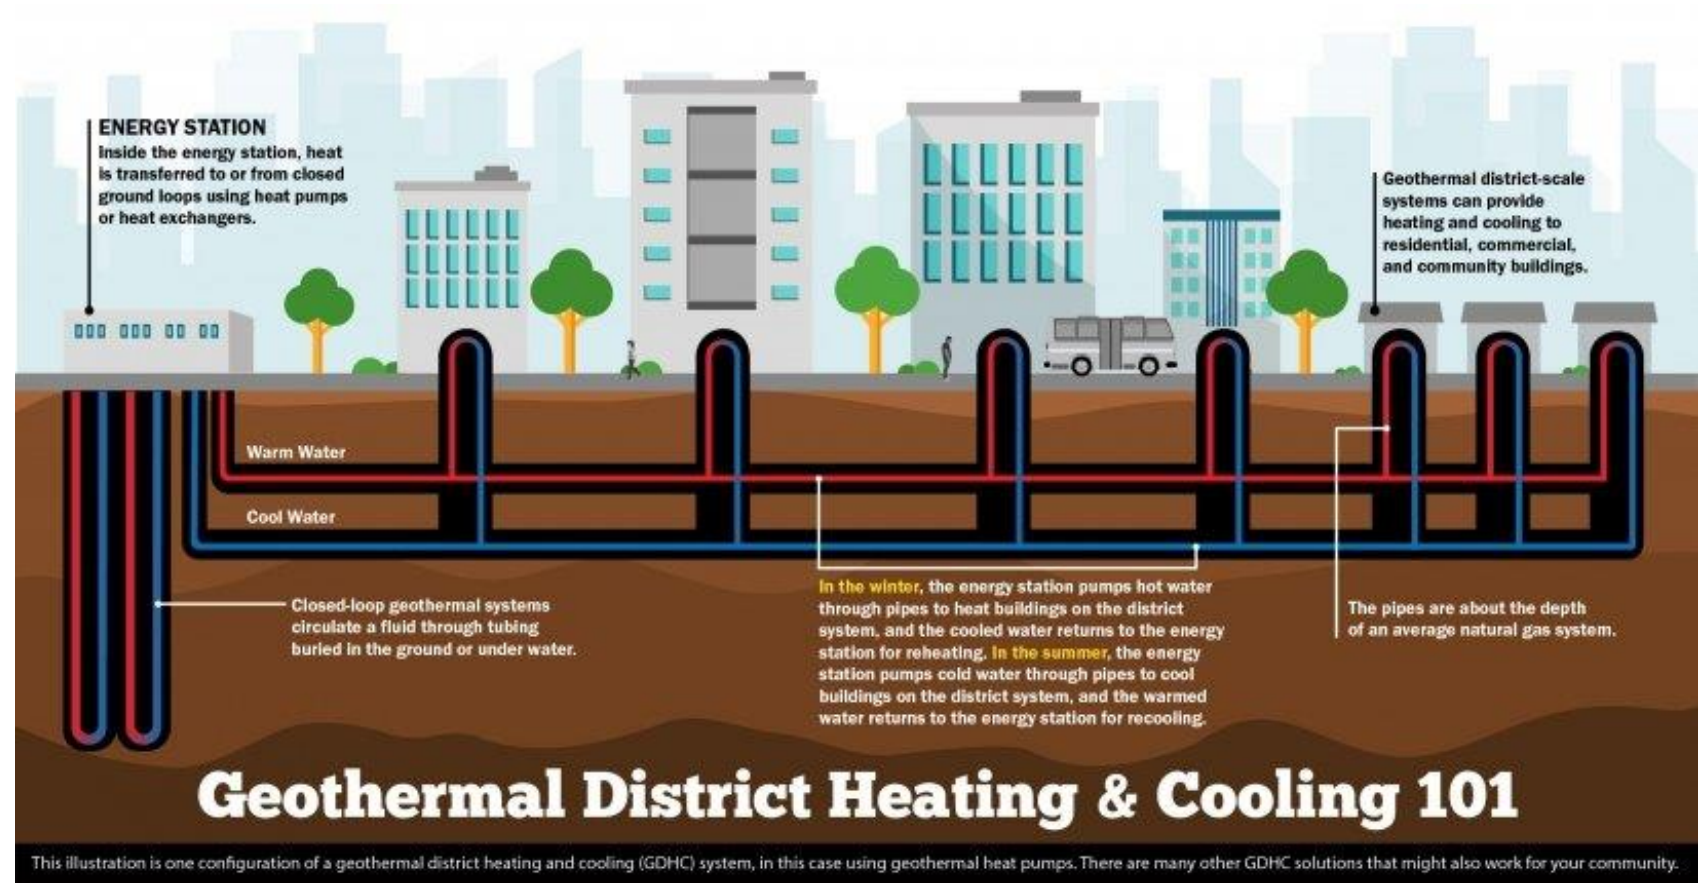 ENERGY STATION
Inside the energy station, heat
is transferred to or from closed
ground loops using heat pumps
or heat exchangers.
Geothermal district-scale
systems can provide
heating and cooling to
residential, commercial,
and community buildings.
Warm Water
Cool Water
Closed-loop geothermal systems
circulate a fluid through tubing
buried in the ground or under water.
In the winter, the energy station pumps hot water
through pipes to heat buildings on the district
system, and the cooled water returns to the energy
station for reheating. In the summer, the energy
station pumps cold water through pipes to cool
buildings on the district system, and the warmed
water returns to the energy station for recooling.
The pipes are about the depth
of an average natural gas system.
Geothermal District Heating & Cooling 101
This illustration is one configuration of a geothermal district heating and cooling (GDHC) system, in this case using geothermal heat pumps. There are many other GDHC solutions that might also work for your community.